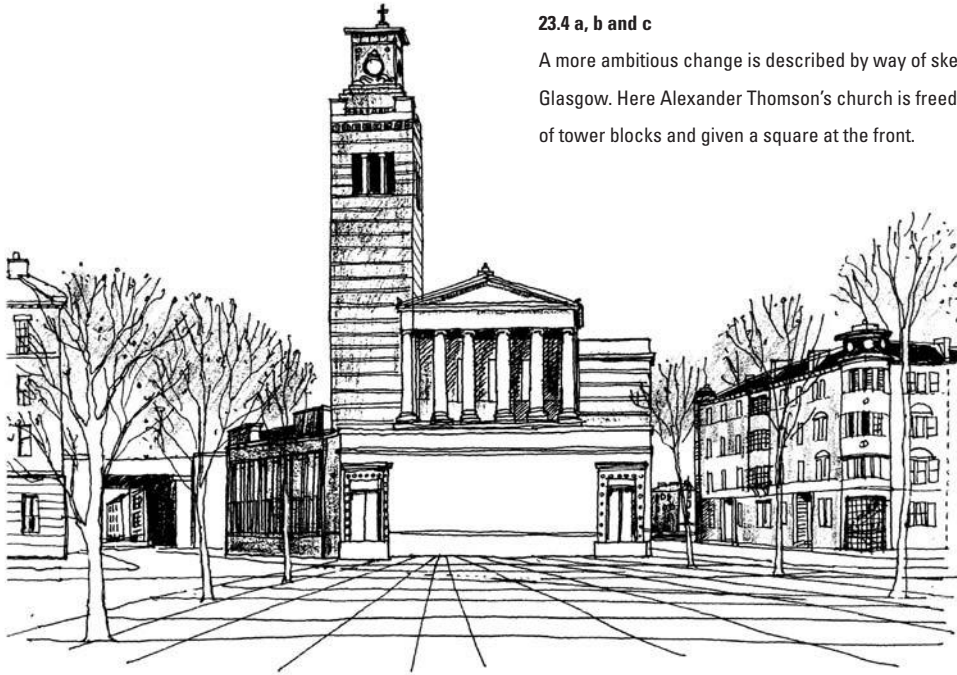 23.4 a, b and c
A more ambitious change is described by way of ske
Glasgow. Here Alexander Thomson's church is freed
of tower blocks and given a square at the front.